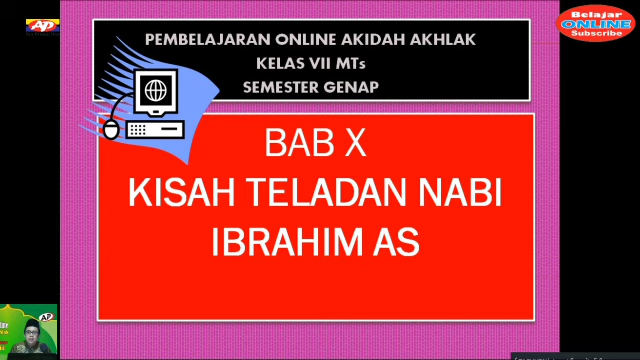 AP
Belajar
ONLINE
Subscribe
PEMBELAJARAN ONLINE AKIDAH AKHLAK
KELAS VII MTs
SEMESTER GENAP
BAB X
KISAH TELADAN NABI
IBRAHIM AS
AP